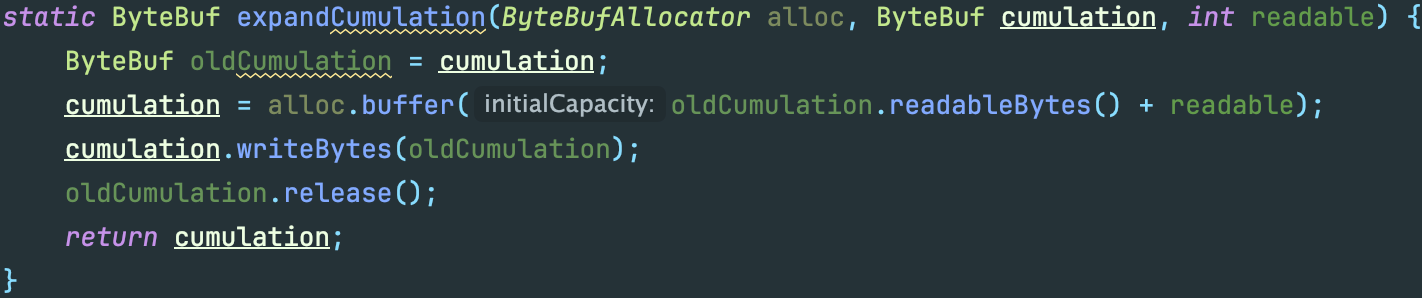 static ByteBuf expandCumulation(ByteBufAllocator alloc, ByteBuf cumulation, int readable) {
ByteBuf oldCumulation = cumulation;
cumulation = alloc.buffer( initialCapacity: oldCumulation.readableBytes() + readable);
cumulation.writeBytes(oldCumulation);
oldCumulation.release();
return cumulation;
}